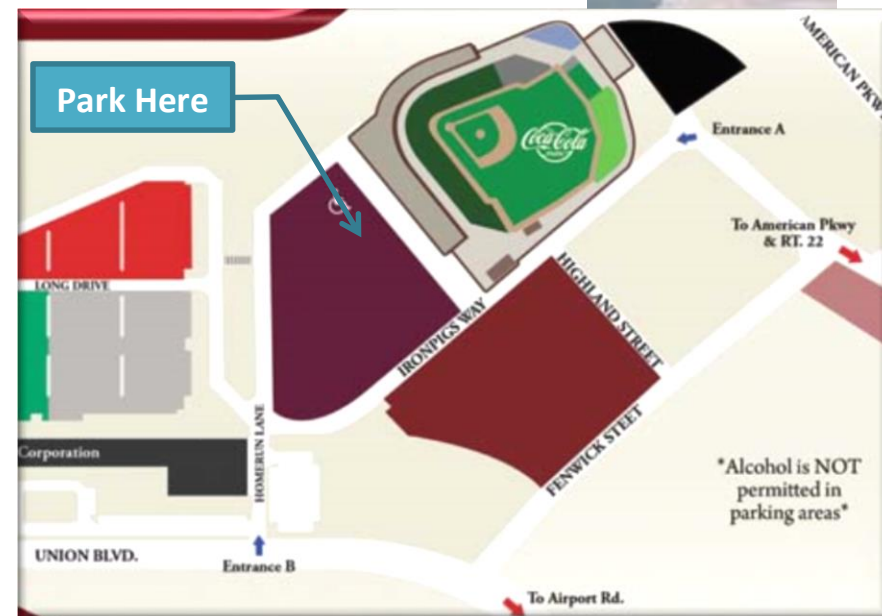 AMERICAN PKWY
Park Here
Coca-Cola
Entrance A
To American Pkwy
& RT. 22
HIGHLAND STREET
LONG DRIVE
IRONPIGS WAY
HOMERUN LANE
Corporation
FENWICK STEET
*Alcohol is NOT
permitted in
parking areas*
UNION BLVD.
Entrance B
To Airport Rd.